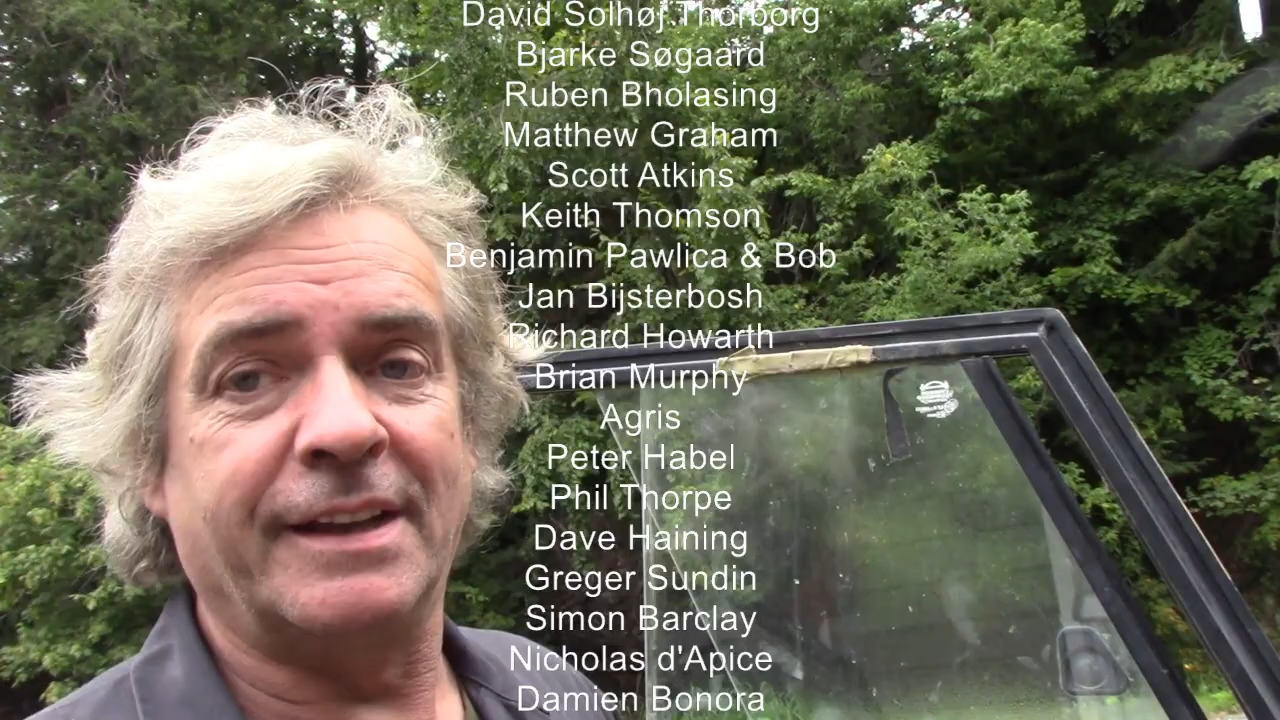 David Solhøj Thorborg
Bjarke Søgaard
Ruben Bholasing
Matthew Graham
Scott Atkins
Keith Thomson
Benjamin Pawlica & Bob
Jan Bijsterbosh
Richard Howarth
Brian Murphy
Agris
Peter Habel
Phil Thorpe
Dave Haining
Greger Sundin
Simon Barclay
Nicholas d'Apice
Damien Bonora